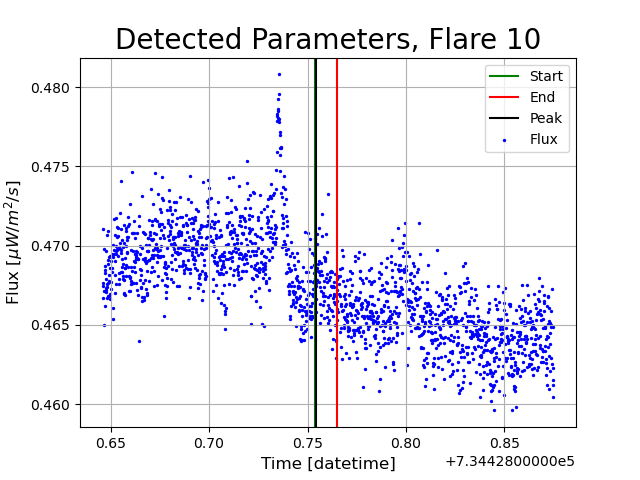 Detected Parameters, Flare 10
Flux [μW/m²/s]
0.480
0.475
0.470
0.465
0.460
Start
End
Peak
Flux
0.65
0.70
0.75
0.80
0.85
+7.3442800000e5
Time [datetime]